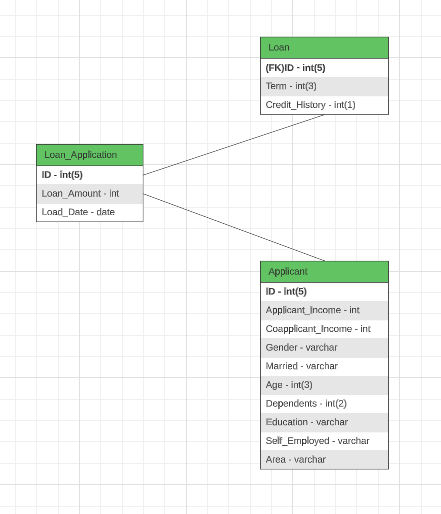 Loan
(FK)ID - int(5)
Term - int(3)
Credit_History - int(1)
Loan_Application
ID - int(5)
Loan_Amount - int
Load_Date - date
Applicant
ID - int(5)
Applicant_Income - int
Coapplicant_Income - int
Gender - varchar
Married - varchar
Age - int(3)
Dependents - int(2)
Education - varchar
Self_Employed - varchar
Area - varchar